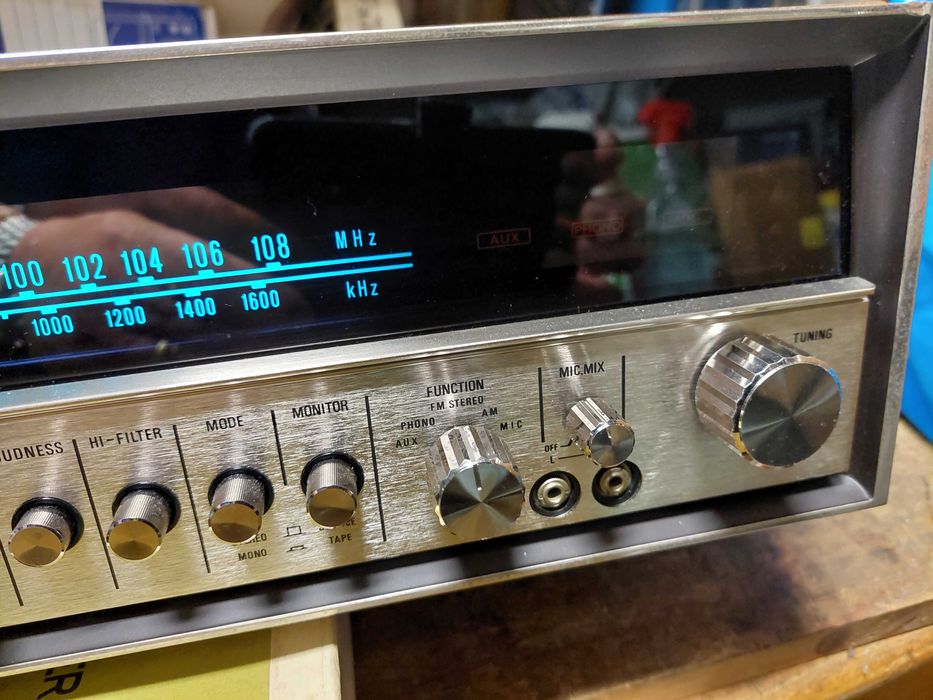 100 102 104 106 108 MHz
1000 1200 1400 1600 kHz
AUX
PHONO
TUNING
MIC.MIX
OFF
L
FUNCTION
FM STEREO
PHONO AM
AUX MIC
MONITOR
TAPE
MODE
MONO
HI-FILTER
UDNESS
ER